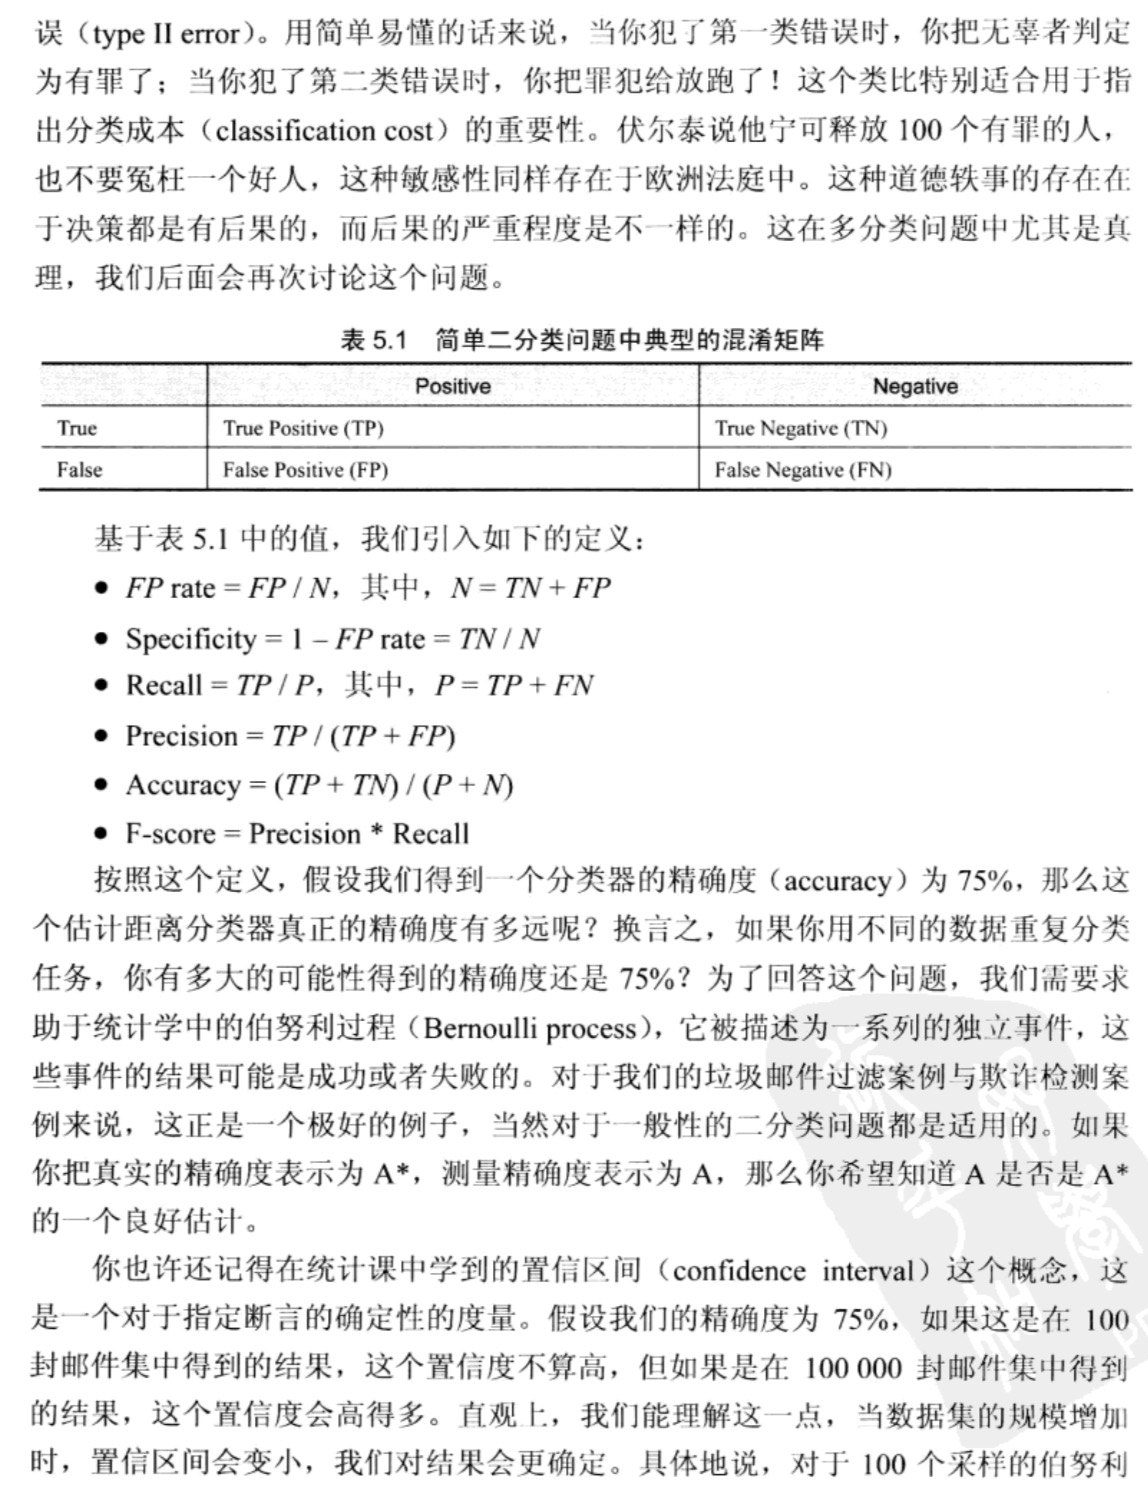 误（type II error）。用简单易懂的话来说，当你犯了第一类错误时，你把无辜者判定
为有罪了；当你犯了第二类错误时，你把罪犯给放跑了！这个类比特别适合用于指
出分类成本（classification cost）的重要性。伏尔泰说他宁可释放 100 个有罪的人，
也不要冤枉一个好人，这种敏感性同样存在于欧洲法庭中。这种道德轶事的存在在
于决策都是有后果的，而后果的严重程度是不一样的。这在多分类问题中尤其是真
理，我们后面会再次讨论这个问题。
表 5.1 简单二分类问题中典型的混淆矩阵
Positive Negative
True True Positive (TP) True Negative (TN)
False False Positive (FP) False Negative (FN)
基于表 5.1 中的值，我们引入如下的定义：
● FP rate = FP / N，其中，N = TN + FP
● Specificity = 1 – FP rate = TN / N
● Recall = TP / P，其中，P = TP + FN
● Precision = TP / (TP + FP)
● Accuracy = (TP + TN) / (P + N)
● F-score = Precision * Recall
按照这个定义，假设我们得到一个分类器的精确度（accuracy）为 75%，那么这
个估计距离分类器真正的精确度有多远呢？换言之，如果你用不同的数据重复分类
任务，你有多大的可能性得到的精确度还是 75%？为了回答这个问题，我们需要求
助于统计学中的伯努利过程（Bernoulli process），它被描述为一系列的独立事件，这
些事件的结果可能是成功或者失败的。对于我们的垃圾邮件过滤案例与欺诈检测案
例来说，这正是一个极好的例子，当然对于一般性的二分类问题都是适用的。如果
你把真实的精确度表示为 A*，测量精确度表示为 A，那么你希望知道 A 是否是 A*
的一个良好估计。
你也许还记得在统计课中学到的置信区间（confidence interval）这个概念，这
是一个对于指定断言的确定性的度量。假设我们的精确度为 75%，如果这是在 100
封邮件集中得到的结果，这个置信度不算高，但如果是在 100 000 封邮件集中得到
的结果，这个置信度会高得多。直观上，我们能理解这一点，当数据集的规模增加
时，置信区间会变小，我们对结果会更确定。具体地说，对于 100 个采样的伯努利